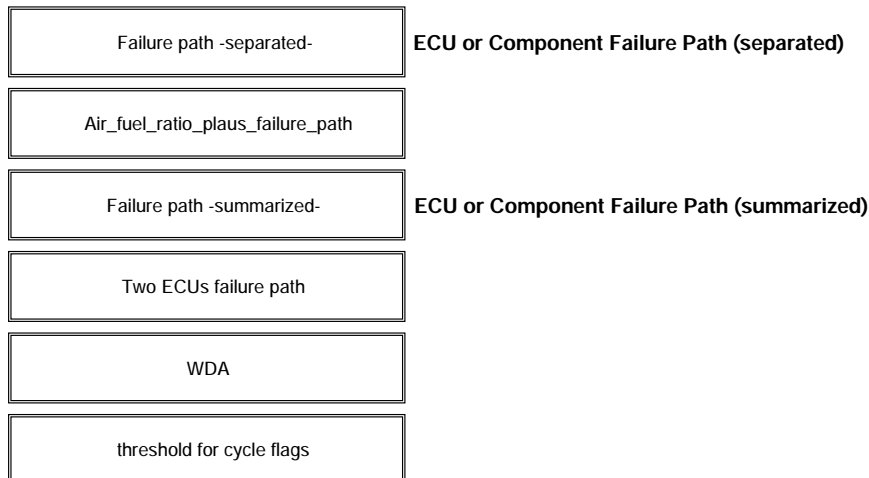 Failure path -separated- ECU or Component Failure Path (separated)
Air_fuel_ratio_plaus_failure_path
Failure path -summarized- ECU or Component Failure Path (summarized)
Two ECUs failure path
WDA
threshold for cycle flags